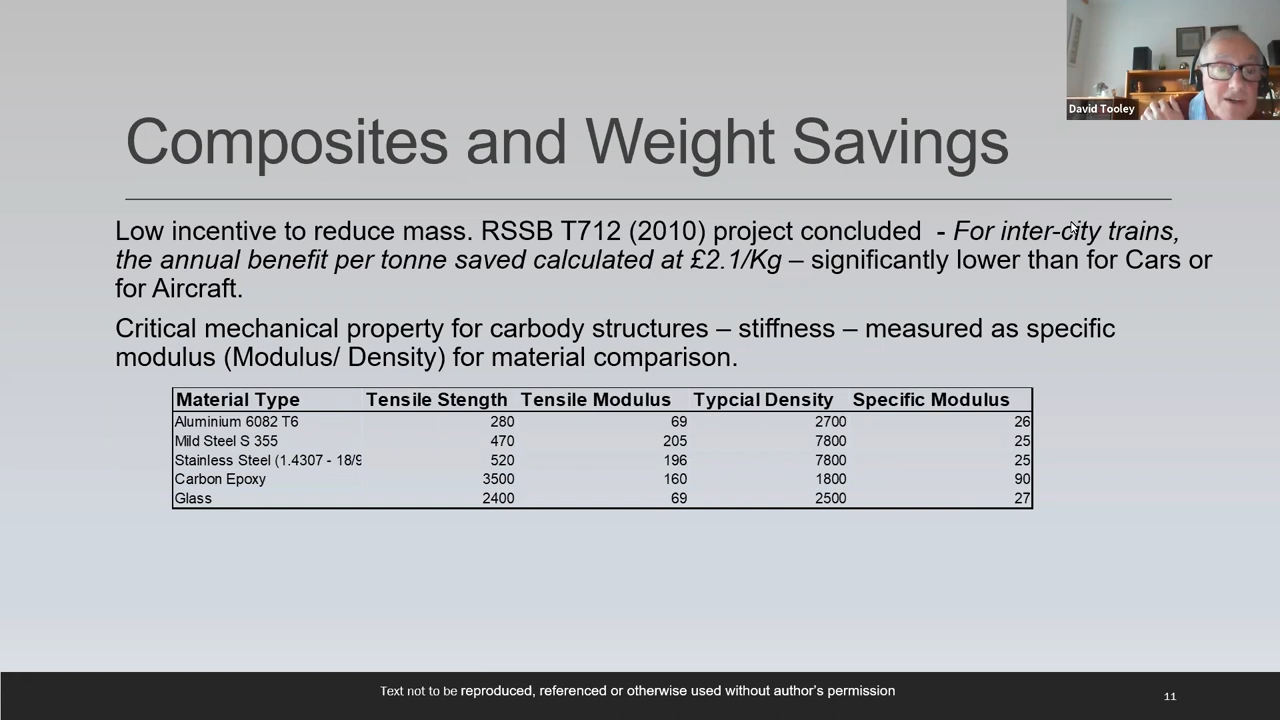 David Tooley
Composites and Weight Savings
Low incentive to reduce mass. RSSB T712 (2010) project concluded - For inter-city trains,
the annual benefit per tonne saved calculated at £2.1/Kg – significantly lower than for Cars or
for Aircraft.
Critical mechanical property for carbody structures – stiffness – measured as specific
modulus (Modulus/ Density) for material comparison.
Material Type Tensile Stength Tensile Modulus Typcial Density Specific Modulus
Aluminium 6082 T6 280 69 2700 26
Mild Steel S 355 470 205 7800 25
Stainless Steel (1.4307 - 18/9 520 196 7800 25
Carbon Epoxy 3500 160 1800 90
Glass 2400 69 2500 27
Text not to be reproduced, referenced or otherwise used without author's permission
11